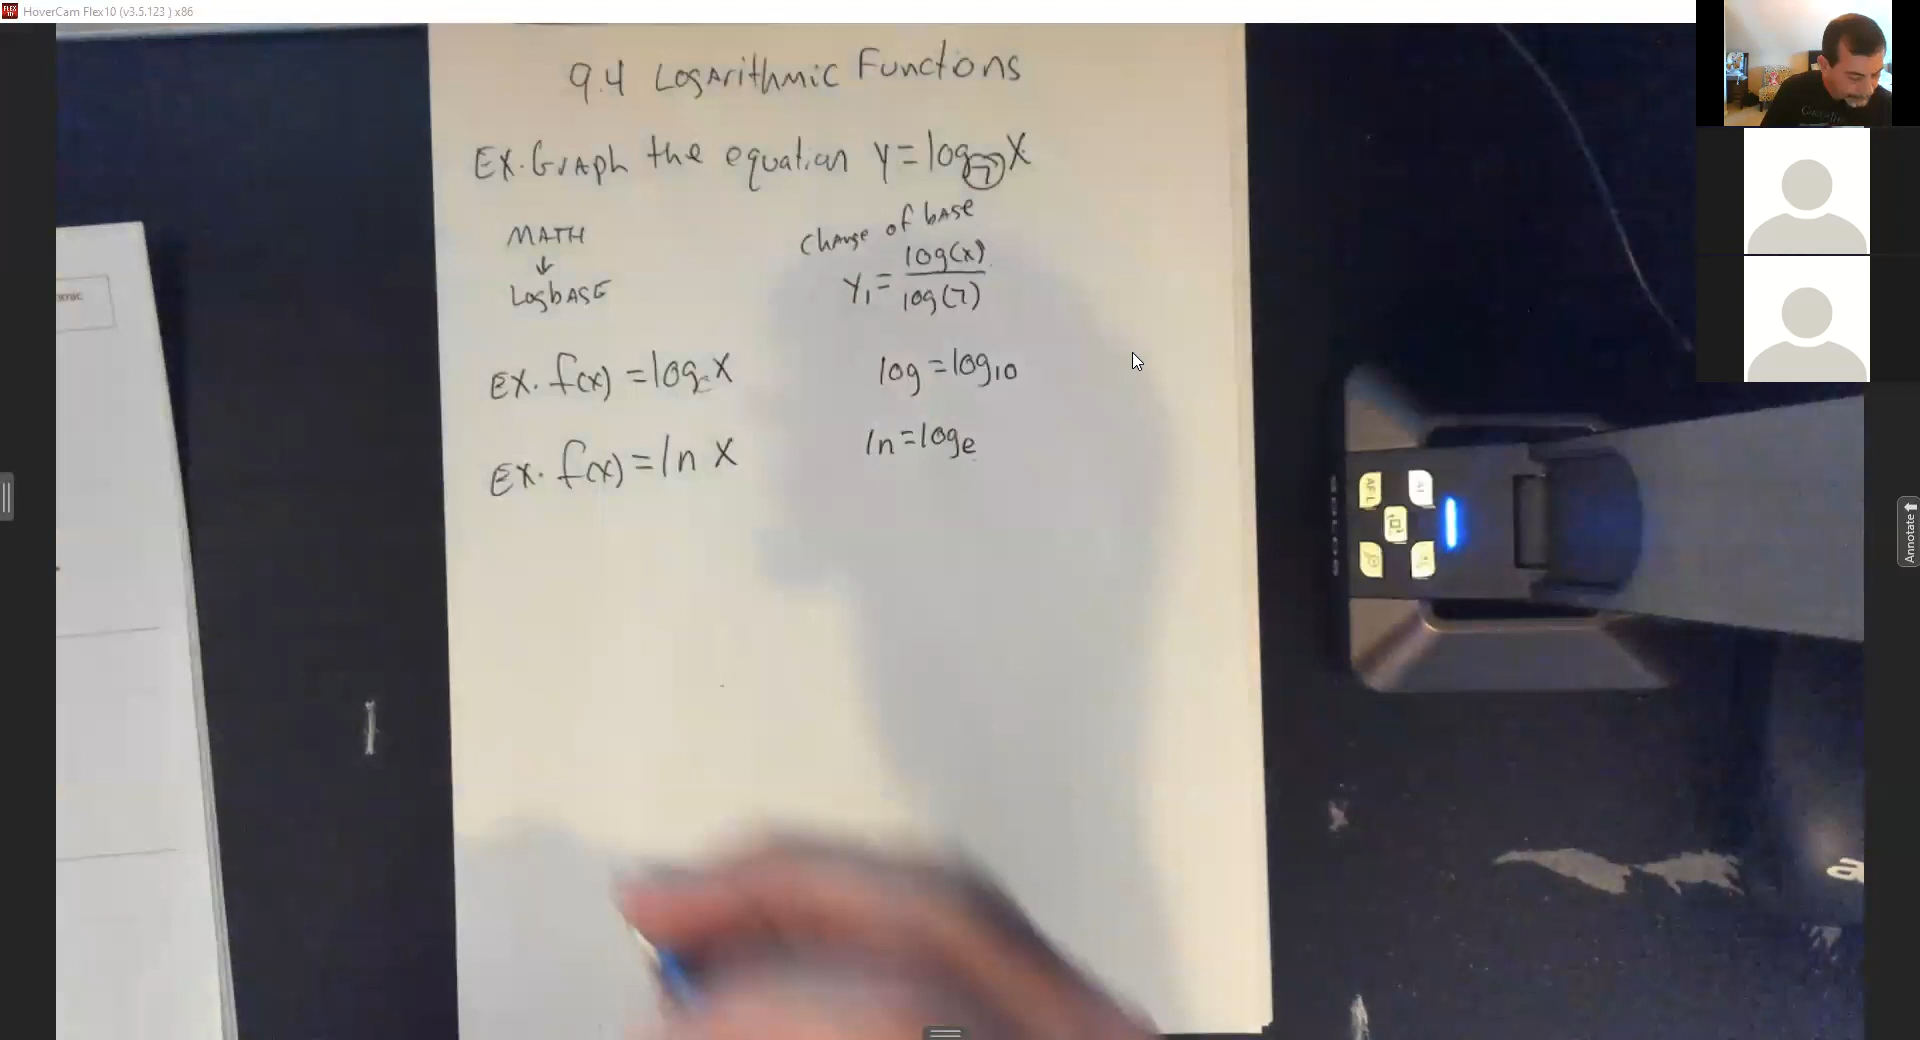 HoverCam Flex10 (v3.5.123 ) x86
9.4 Logarithmic Functions
Ex. Graph the equation y = log₇ x
MATH
↓
LogBASE
Change of base
Y₁ = log(x) / log(7)
Ex. f(x) = log x
log = log₁₀
Ex. f(x) = ln x
ln = logₑ
Annotate